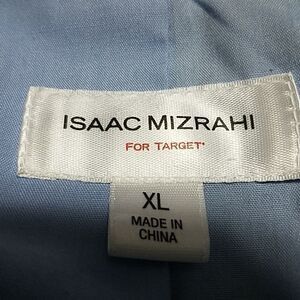 ISAAC MIZRAHI
FOR TARGET
XL
MADE IN
CHINA